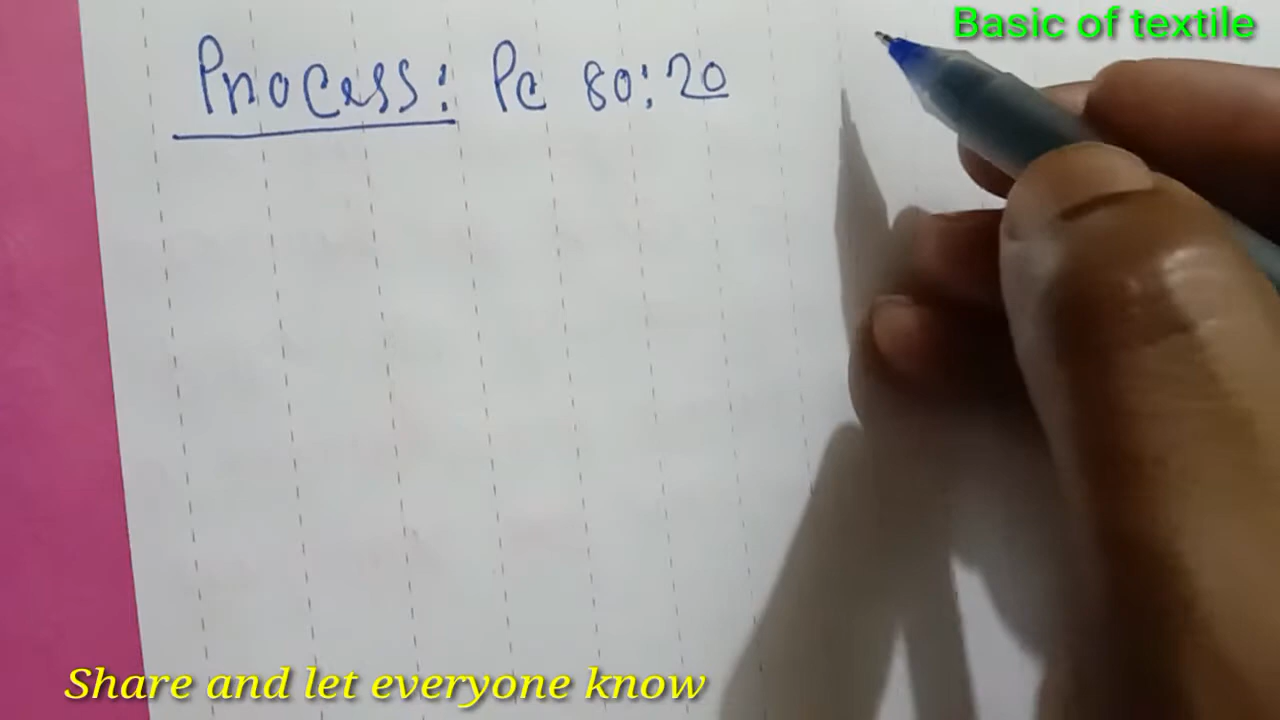 Basic of textile
Process: Pc 80:20
Share and let everyone know